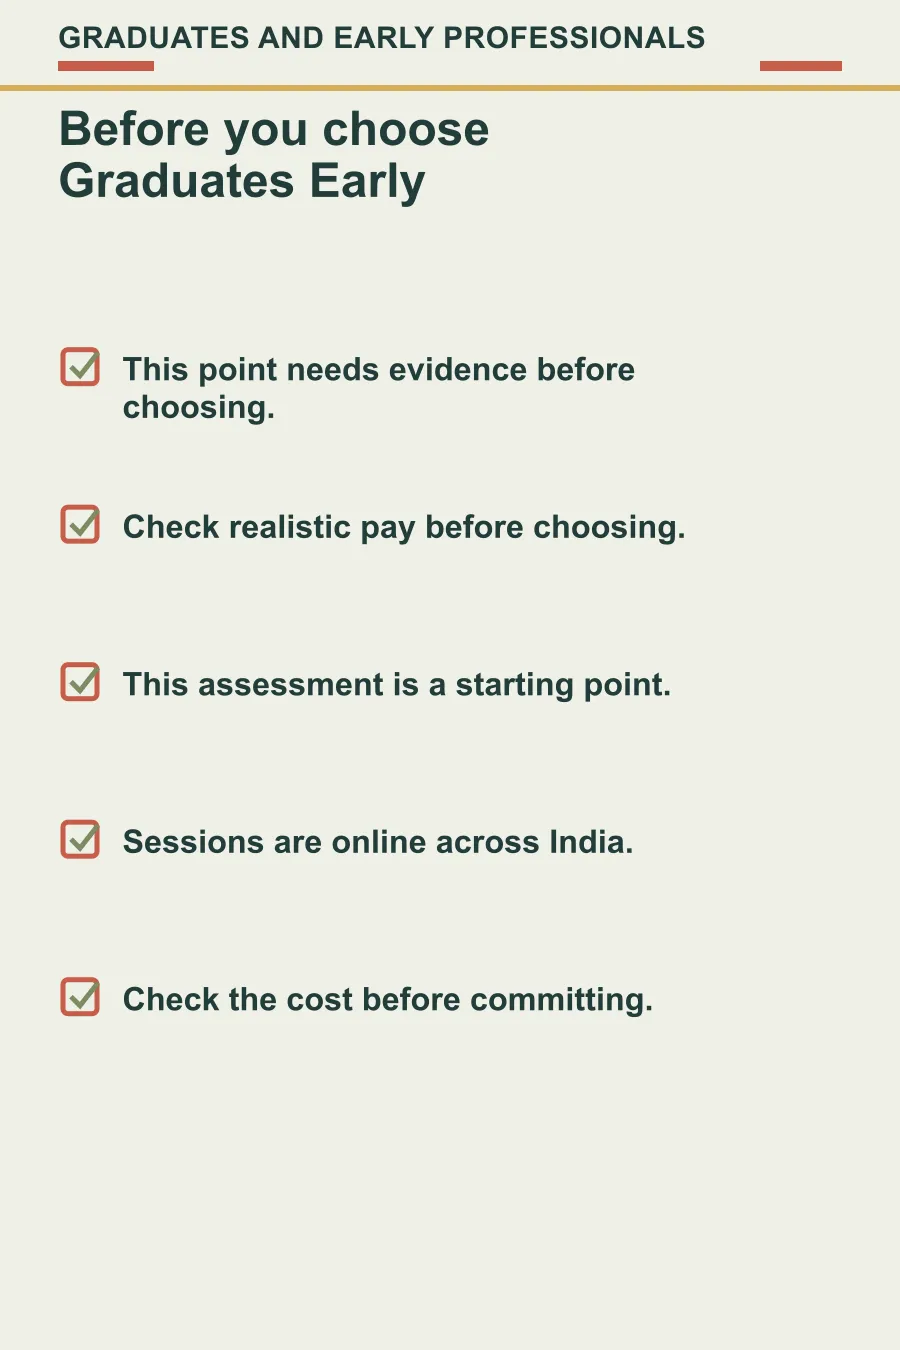 GRADUATES AND EARLY PROFESSIONALS
Before you choose
Graduates Early
This point needs evidence before
choosing.
Check realistic pay before choosing.
This assessment is a starting point.
Sessions are online across India.
Check the cost before committing.